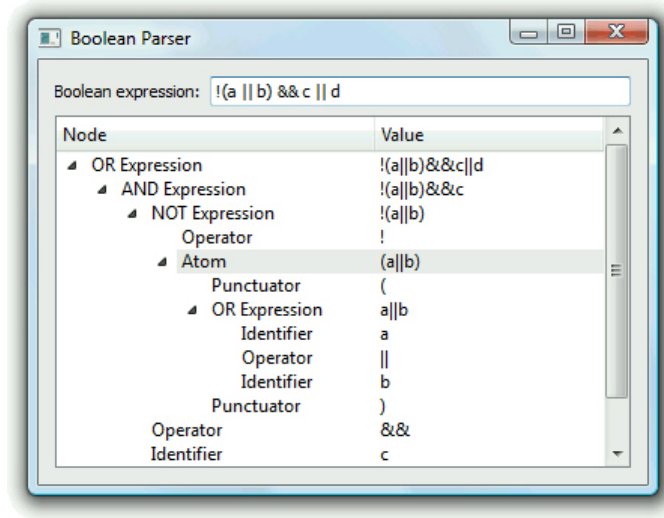 Boolean Parser
Boolean expression: !(a || b) && c || d
Node Value
OR Expression !(a||b)&&c||d
AND Expression !(a||b)&&c
NOT Expression !(a||b)
Operator !
Atom (a||b)
Punctuator (
OR Expression a||b
Identifier a
Operator ||
Identifier b
Punctuator )
Operator &&
Identifier c